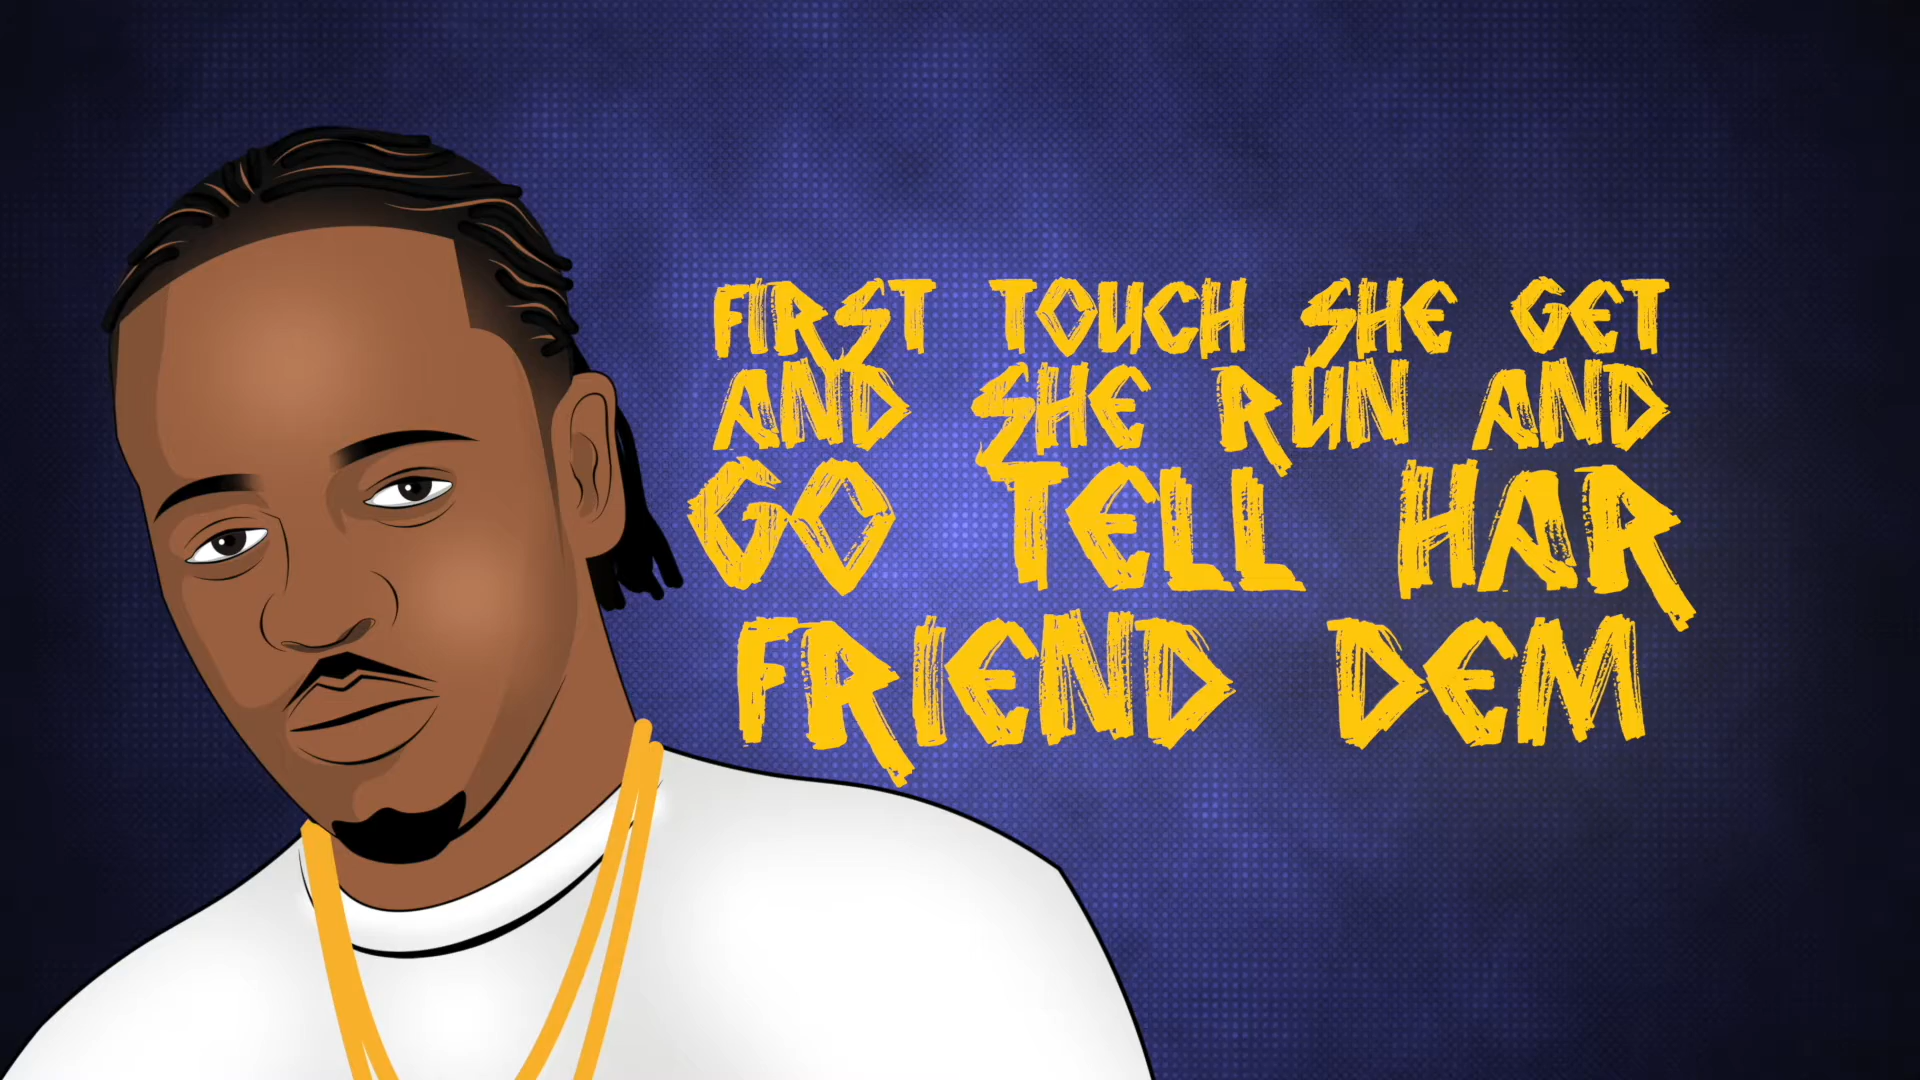 FIRST TOUCH SHE GET
AND SHE RUN AND
GO TELL HAR
FRIEND DEM